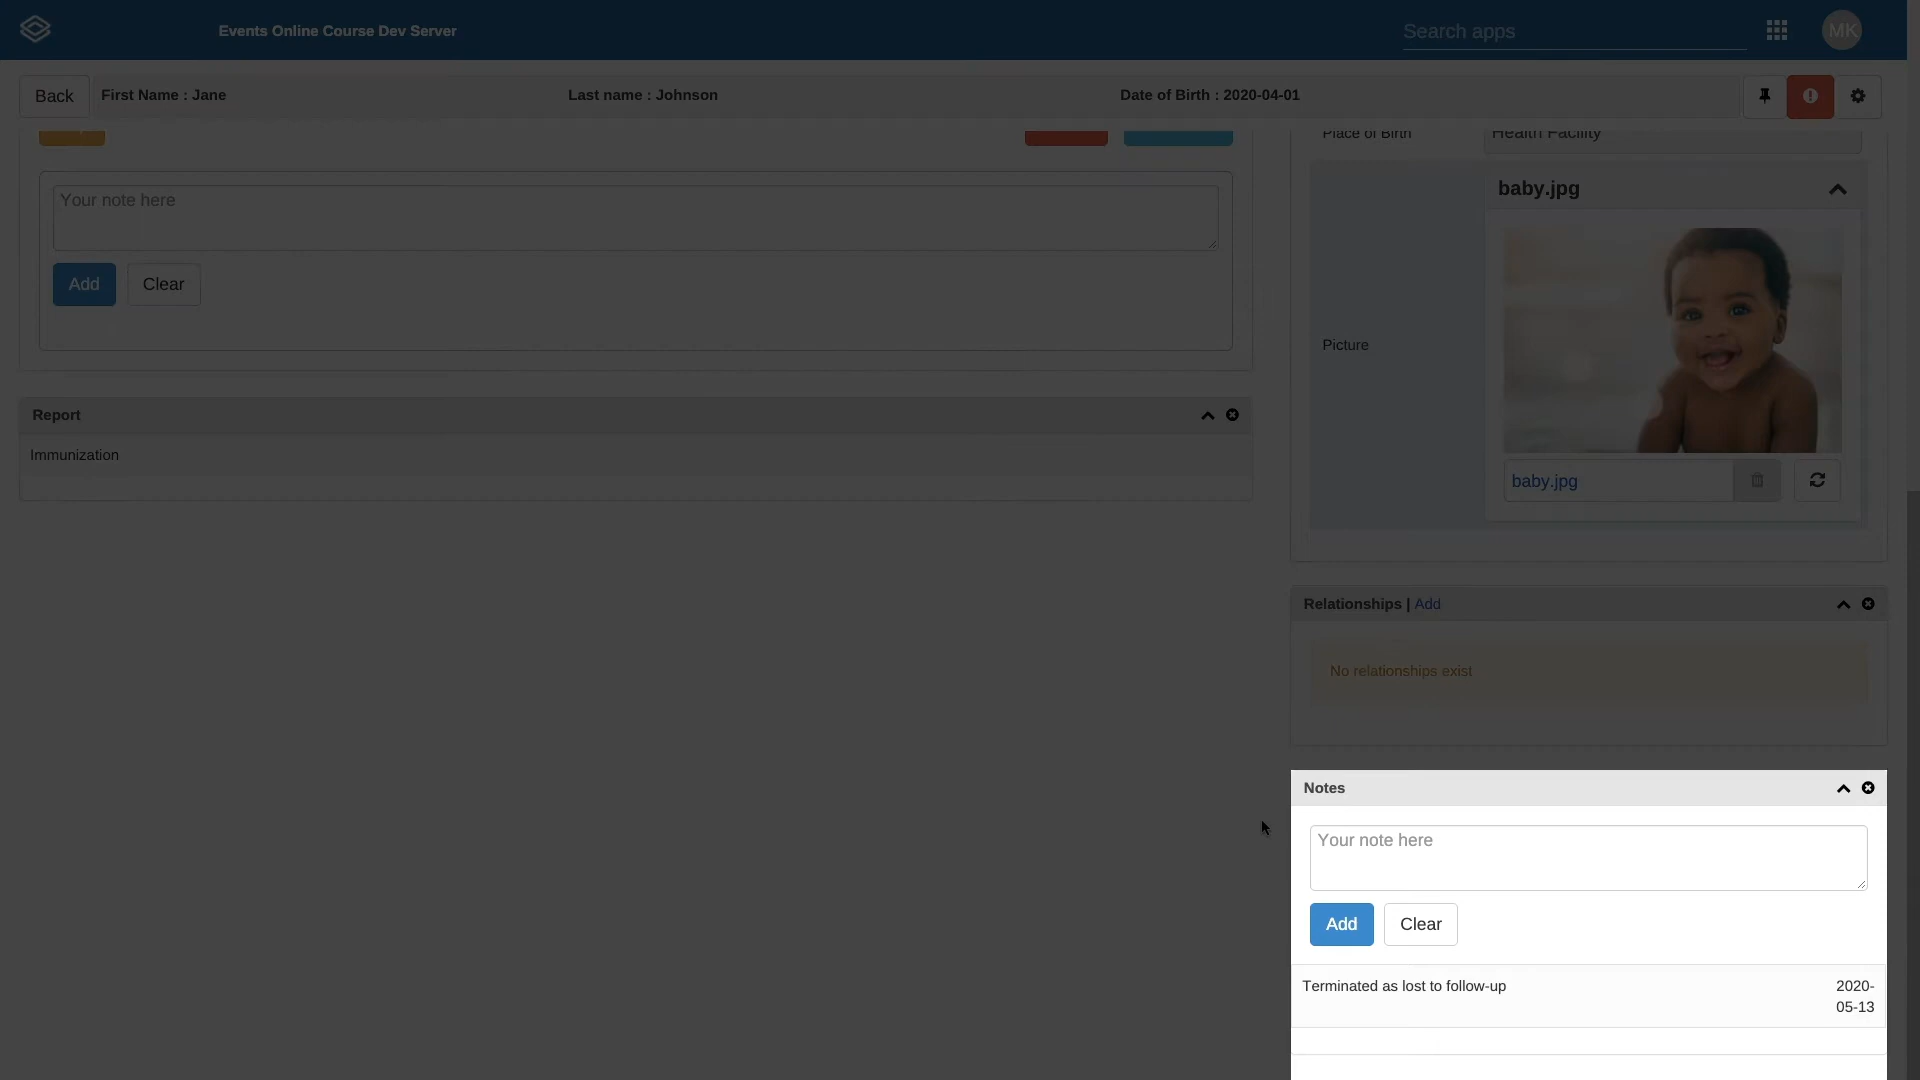 Events Online Course Dev Server
Search apps
MK
Back
First Name : Jane
Last name : Johnson
Date of Birth : 2020-04-01
Place of Birth
Health Facility
Your note here
Add
Clear
baby.jpg
Picture
baby.jpg
Report
Immunization
Relationships | Add
No relationships exist
Notes
Your note here
Add
Clear
Terminated as lost to follow-up
2020-
05-13